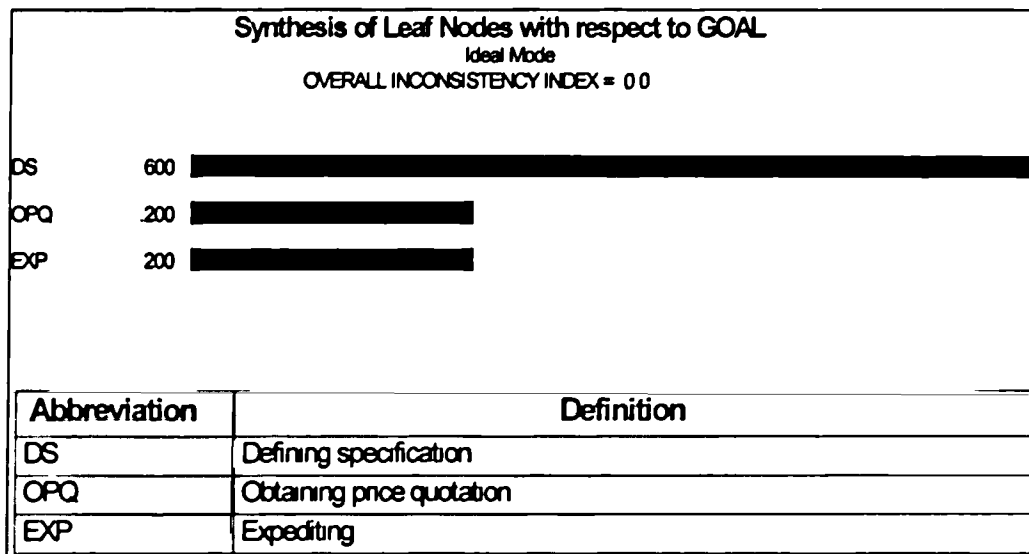 Synthesis of Leaf Nodes with respect to GOAL
Ideal Mode
OVERALL INCONSISTENCY INDEX = 0 0
DS 600
OPQ .200
EXP 200
Abbreviation Definition
DS Defining specification
OPQ Obtaining price quotation
EXP Expediting